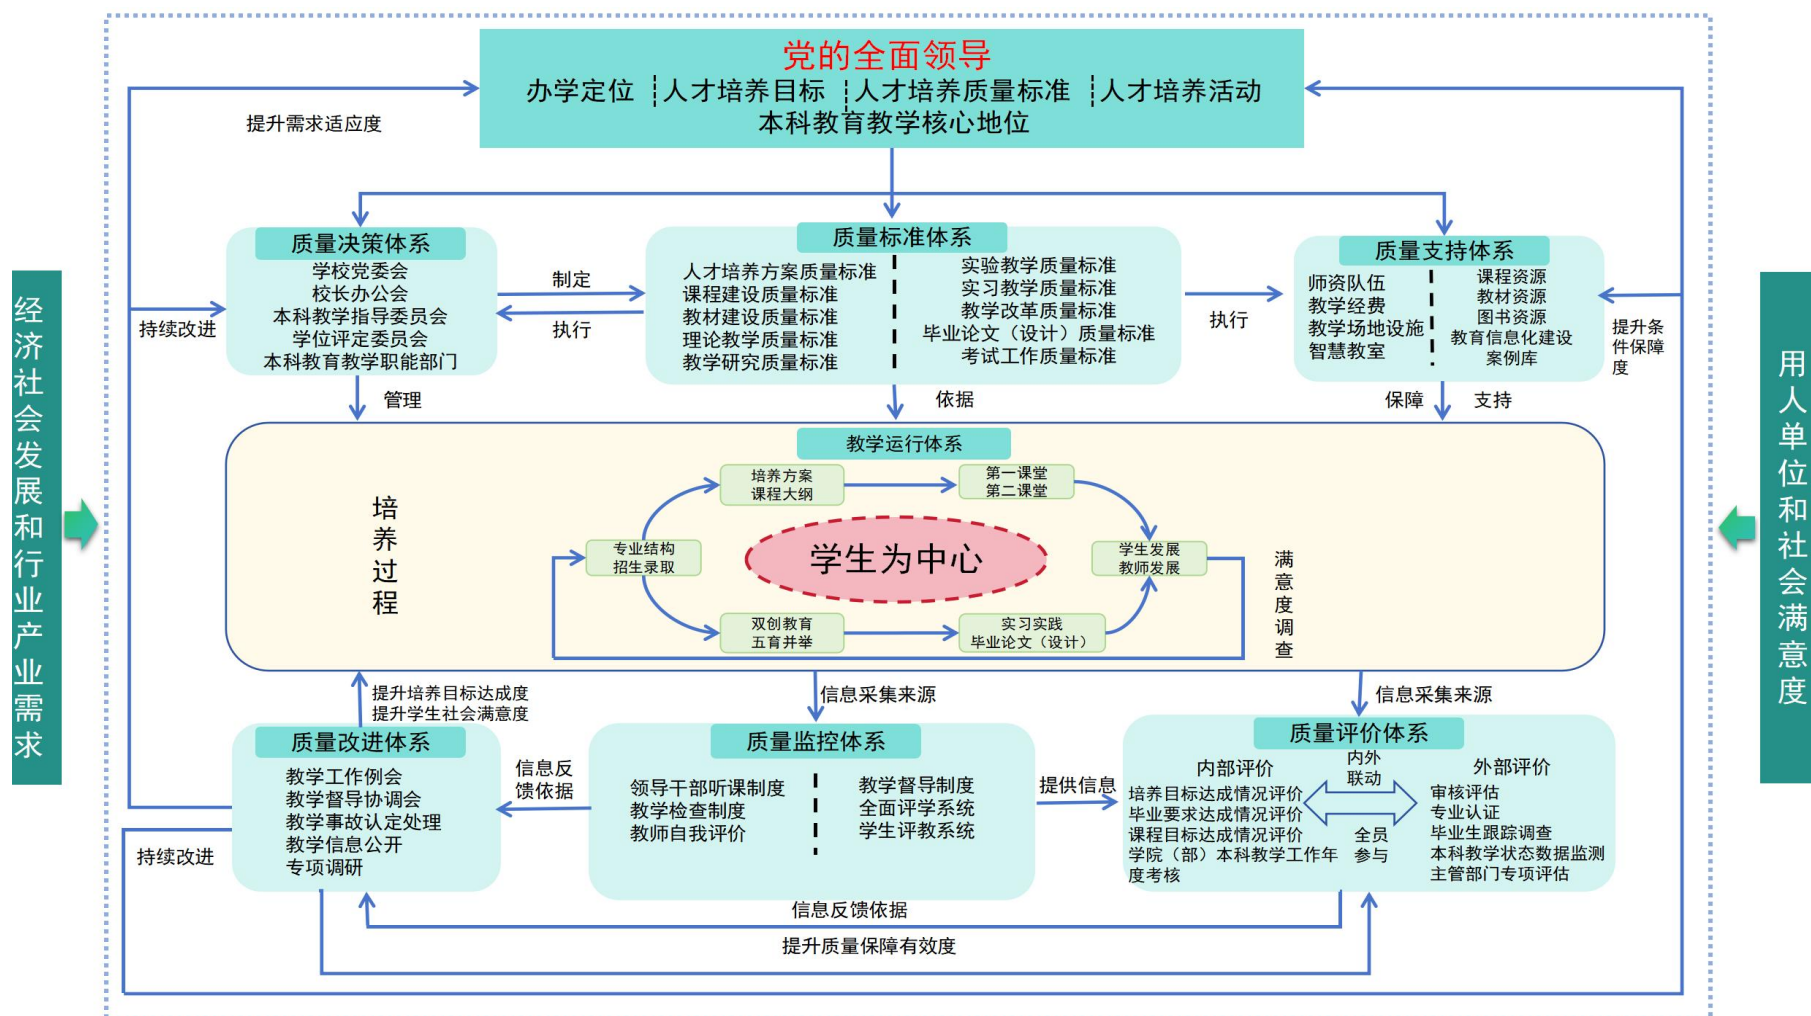 党的全面领导
办学定位 人才培养目标 人才培养质量标准 人才培养活动
本科教育教学核心地位
提升需求适应度
经济社会发展和行业产业需求
用人单位和社会满意度
质量决策体系
学校党委会
校长办公会
本科教学指导委员会
学位评定委员会
本科教育教学职能部门
持续改进
制定
执行
质量标准体系
人才培养方案质量标准
课程建设质量标准
教材建设质量标准
理论教学质量标准
教学研究质量标准
实验教学质量标准
实习教学质量标准
教学改革质量标准
毕业论文（设计）质量标准
考试工作质量标准
执行
质量支持体系
师资队伍
教学经费
教学场地设施
智慧教室
课程资源
教材资源
图书资源
教育信息化建设
案例库
提升条
件保障
度
管理
依据
保障
支持
教学运行体系
培养过程
培养方案
课程大纲
第一课堂
第二课堂
专业结构
招生录取
学生为中心
学生发展
教师发展
双创教育
五育并举
实习实践
毕业论文（设计）
满意度调查
提升培养目标达成度
提升学生社会满意度
信息采集来源
信息采集来源
质量改进体系
教学工作例会
教学督导协调会
教学事故认定处理
教学信息公开
专项调研
持续改进
信息反
馈依据
质量监控体系
领导干部听课制度
教学检查制度
教师自我评价
教学督导制度
全面评学系统
学生评教系统
提供信息
质量评价体系
内部评价
培养目标达成情况评价
毕业要求达成情况评价
课程目标达成情况评价
学院（部）本科教学工作年
度考核
内外
联动
全员
参与
外部评价
审核评估
专业认证
毕业生跟踪调查
本科教学状态数据监测
主管部门专项评估
信息反馈依据
提升质量保障有效度